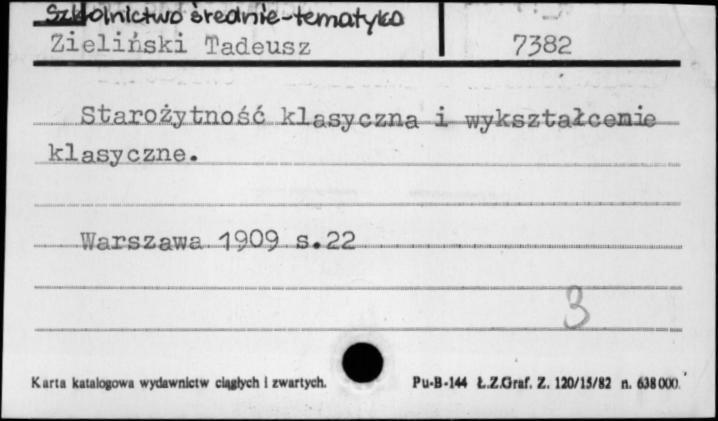 Szkolnictwo średnie-tematyka
Zieliński Tadeusz 7382
Starożytność klasyczna i wykształcenie
klasyczne.
Warszawa 1909 s.22
3
Karta katalogowa wydawnictw ciągłych i zwartych. Pu-B-144 Ł.Z.Graf. Z. 120/15/82 n. 638000